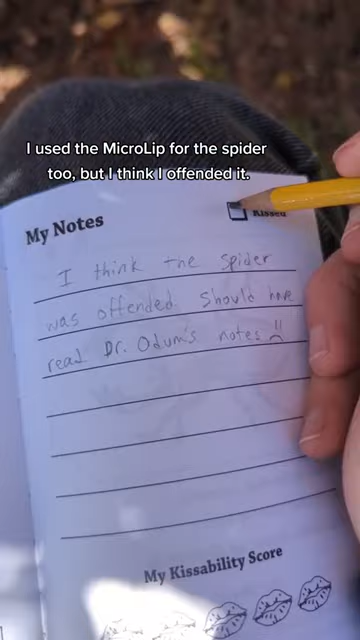 I used the MicroLip for the spider
too, but I think I offended it.
My Notes
Kissed
I think the spider
was offended. Should have
read Dr. Odum's notes
My Kissability Score